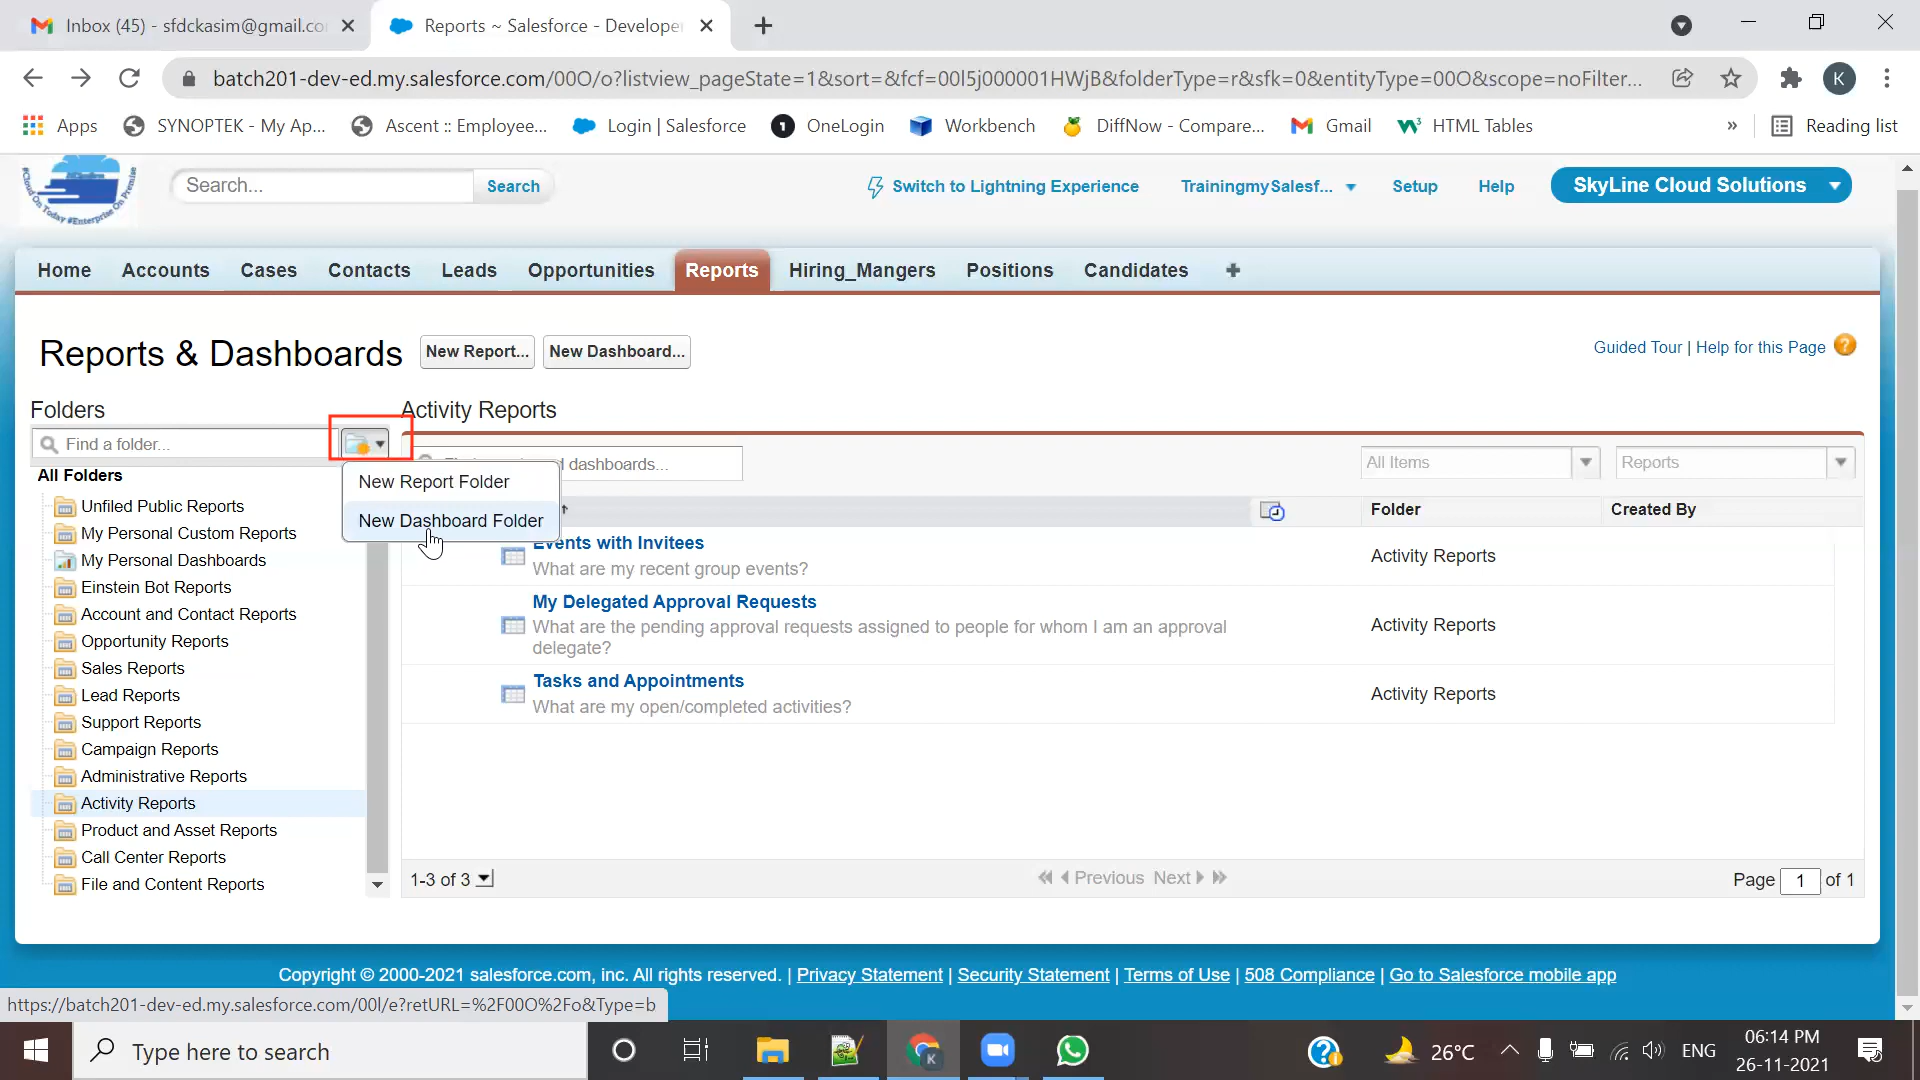 Inbox (45) - sfdckasim@gmail.co
Reports ~ Salesforce - Developer
batch201-dev-ed.my.salesforce.com/00O/o?listview_pageState=1&sort=&fcf=00l5j000001HWjB&folderType=r&sfk=0&entityType=00O&scope=noFilter...
K
Apps
SYNOPTEK - My Ap...
Ascent :: Employee...
Login | Salesforce
OneLogin
Workbench
DiffNow - Compare...
Gmail
HTML Tables
»
Reading list
#Cloud On Today #Enterprise On Premise
Search...
Search
Switch to Lightning Experience
TrainingmySalesf...
Setup
Help
SkyLine Cloud Solutions
Home
Accounts
Cases
Contacts
Leads
Opportunities
Reports
Hiring_Mangers
Positions
Candidates
+
Reports & Dashboards
New Report...
New Dashboard...
Guided Tour | Help for this Page
Folders
Activity Reports
Find a folder...
New Report Folder
New Dashboard Folder
d dashboards...
All Items
Reports
All Folders
Unfiled Public Reports
My Personal Custom Reports
My Personal Dashboards
Einstein Bot Reports
Account and Contact Reports
Opportunity Reports
Sales Reports
Lead Reports
Support Reports
Campaign Reports
Administrative Reports
Activity Reports
Product and Asset Reports
Call Center Reports
File and Content Reports
Folder
Created By
Events with Invitees
What are my recent group events?
Activity Reports
My Delegated Approval Requests
What are the pending approval requests assigned to people for whom I am an approval
delegate?
Activity Reports
Tasks and Appointments
What are my open/completed activities?
Activity Reports
1-3 of 3
Previous Next
Page 1 of 1
Copyright © 2000-2021 salesforce.com, inc. All rights reserved. | Privacy Statement | Security Statement | Terms of Use | 508 Compliance | Go to Salesforce mobile app
https://batch201-dev-ed.my.salesforce.com/00l/e?retURL=%2F00O%2Fo&Type=b
Type here to search
26°C
ENG
06:14 PM
26-11-2021